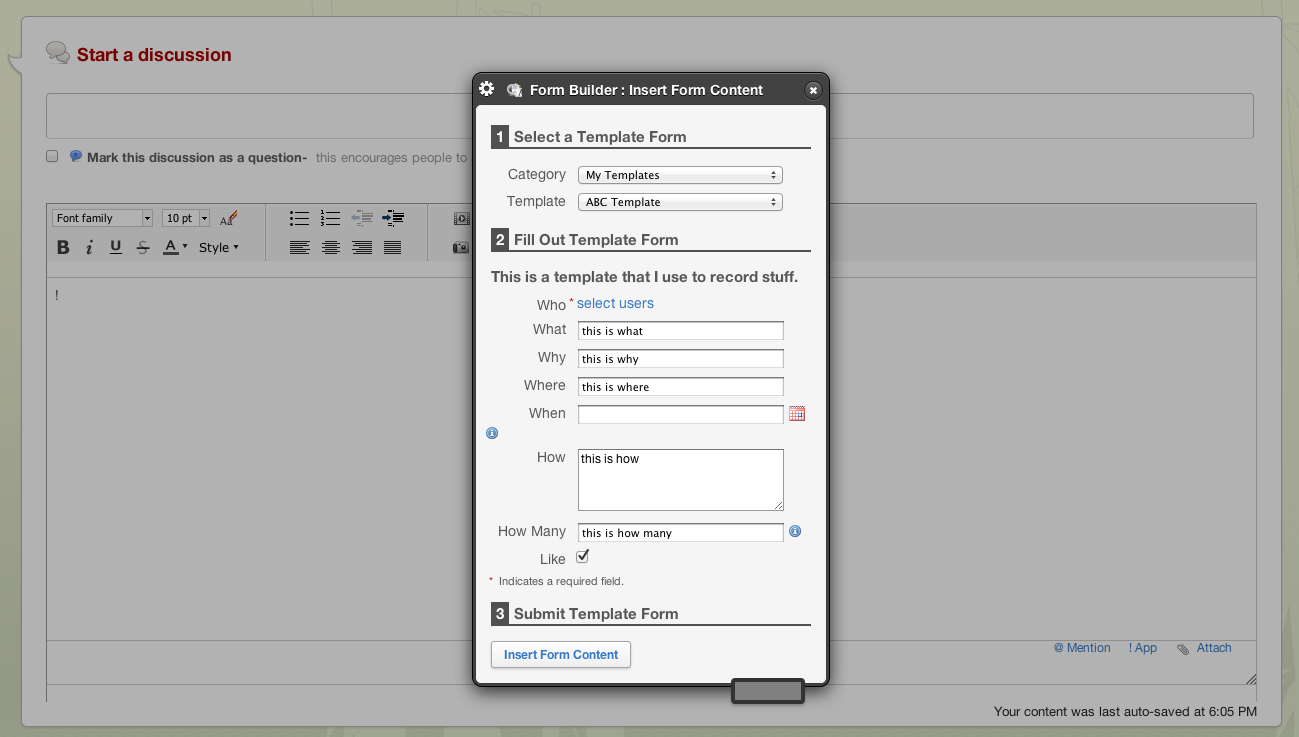 Start a discussion
Mark this discussion as a question- this encourages people to
Font family
10 pt
B i U S A Style
!
Form Builder : Insert Form Content
1 Select a Template Form
Category My Templates
Template ABC Template
2 Fill Out Template Form
This is a template that I use to record stuff.
Who * select users
What this is what
Why this is why
Where this is where
When
How this is how
How Many this is how many
Like
* Indicates a required field.
3 Submit Template Form
Insert Form Content
@ Mention ! App Attach
Your content was last auto-saved at 6:05 PM